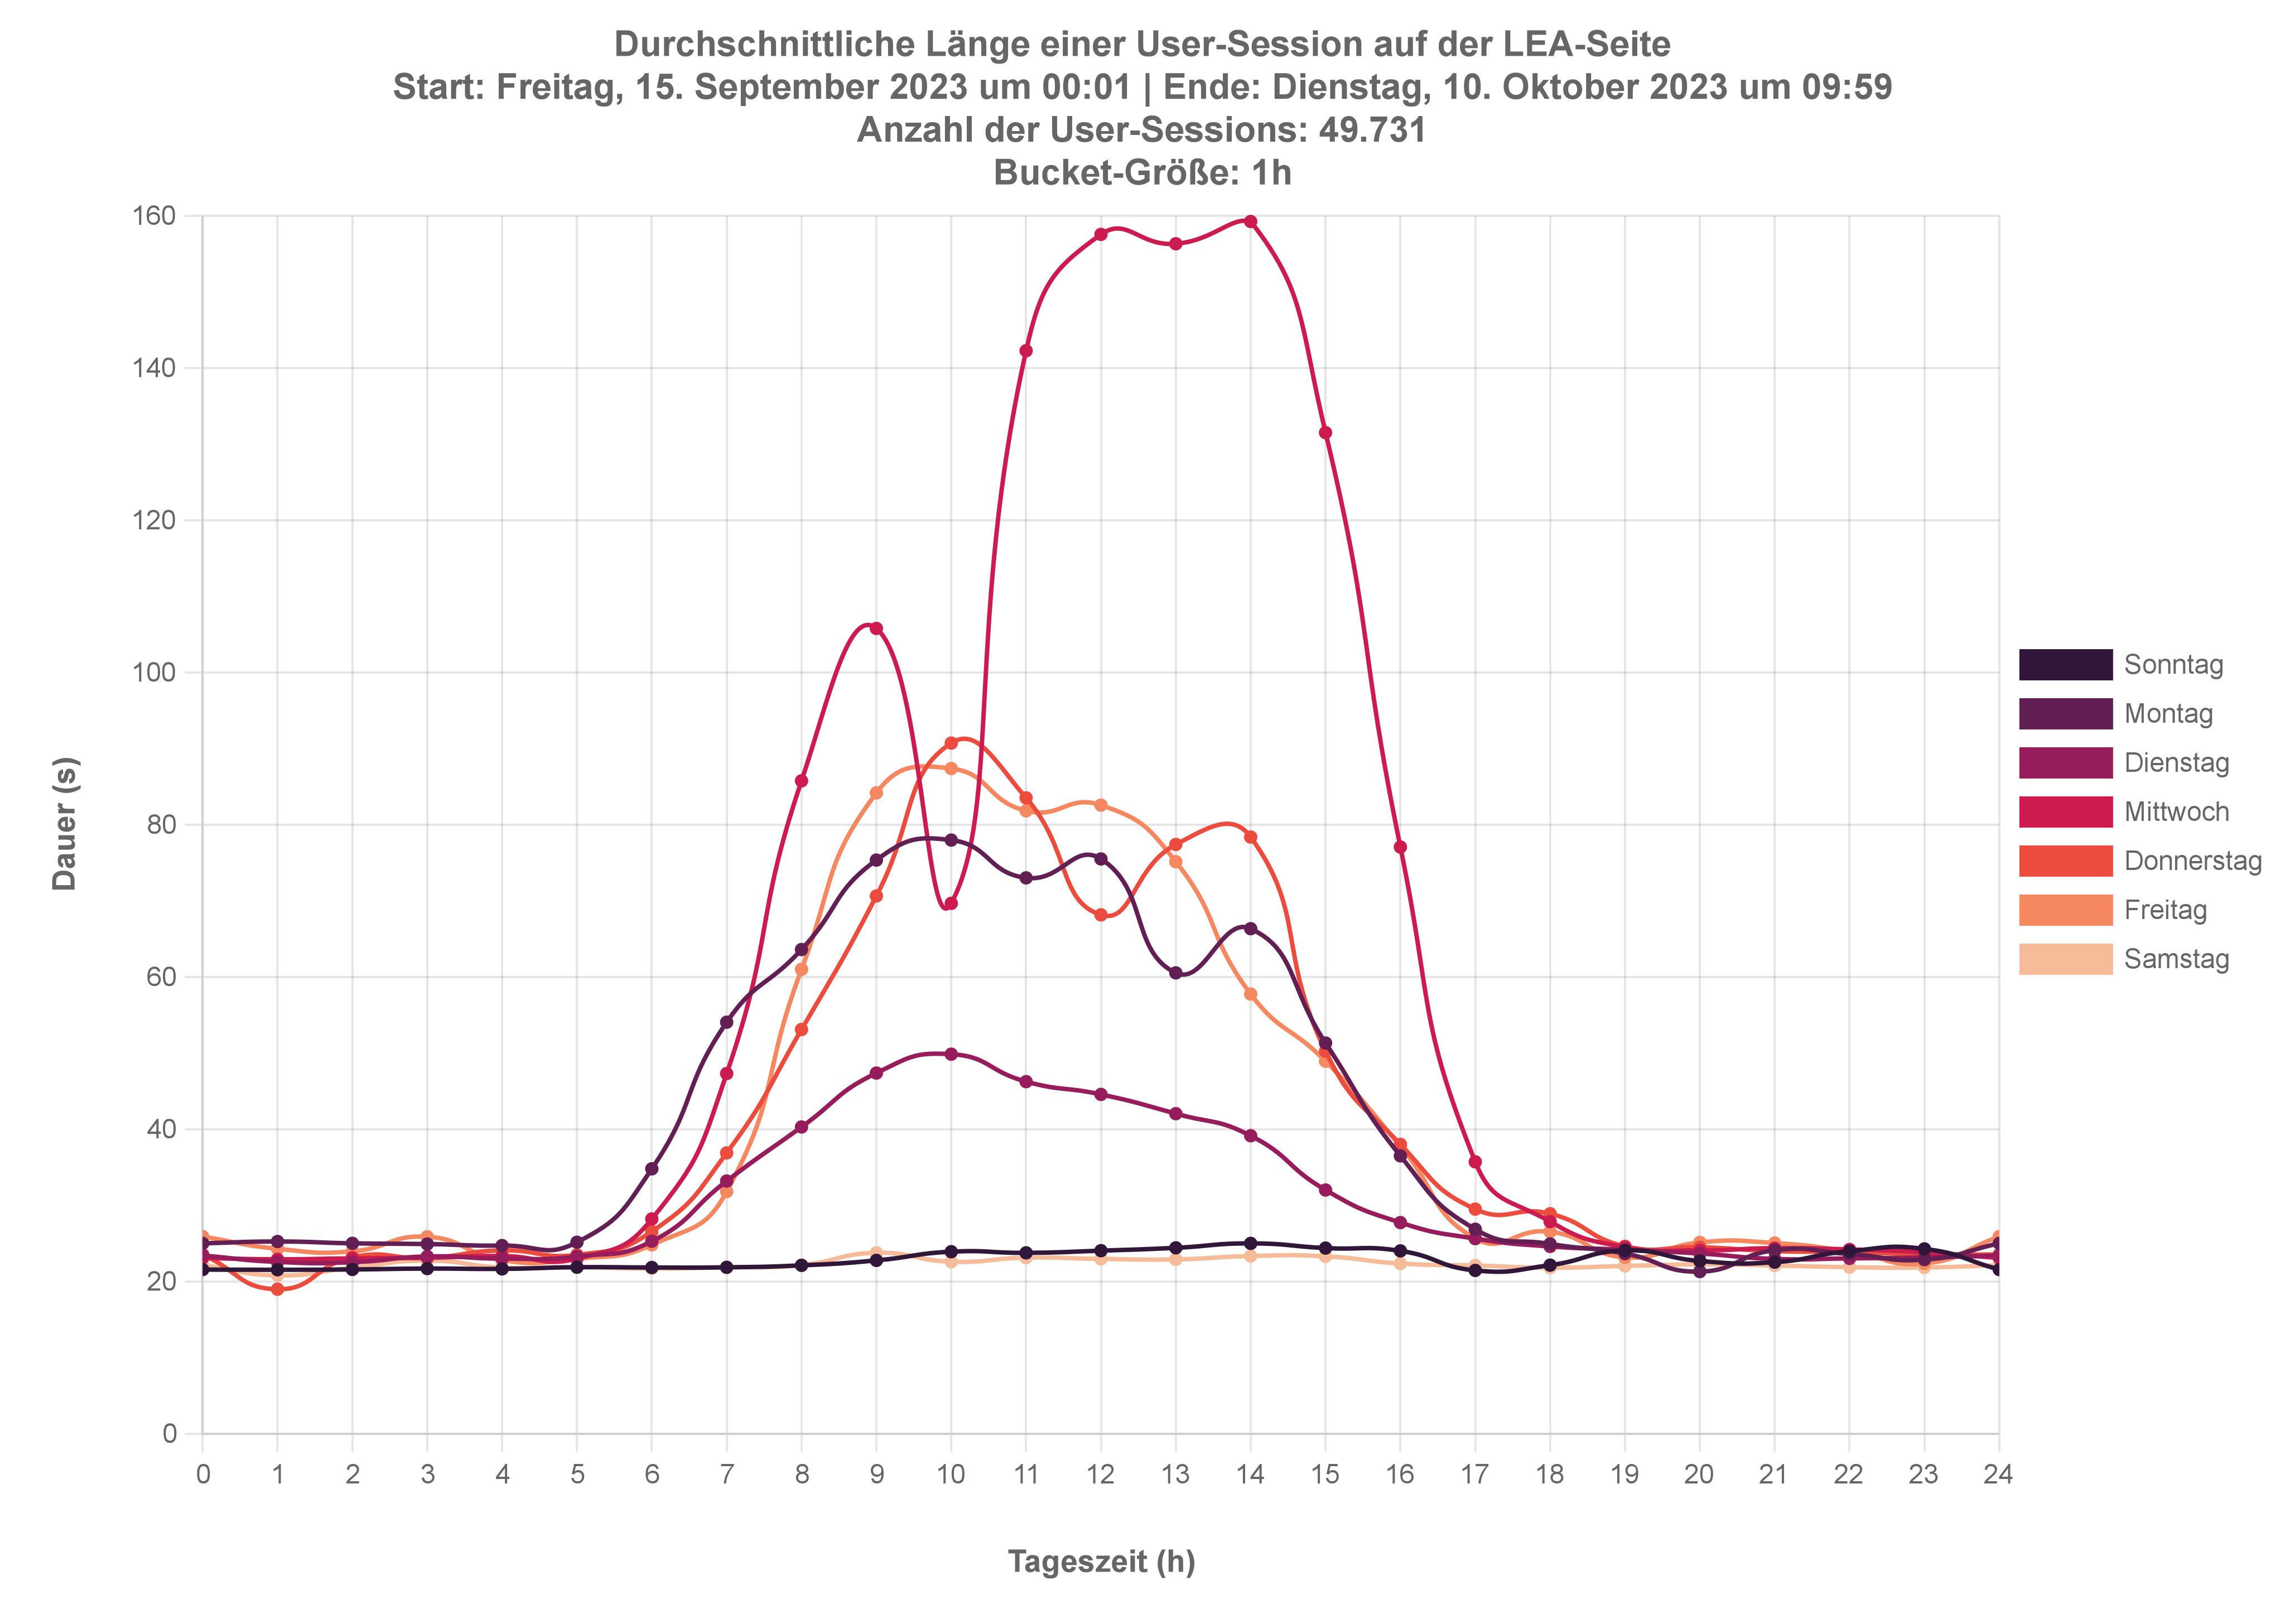 Durchschnittliche Länge einer User-Session auf der LEA-Seite
Start: Freitag, 15. September 2023 um 00:01 | Ende: Dienstag, 10. Oktober 2023 um 09:59
Anzahl der User-Sessions: 49.731
Bucket-Größe: 1h
160
140
120
100
80
60
40
20
0
Dauer (s)
0 1 2 3 4 5 6 7 8 9 10 11 12 13 14 15 16 17 18 19 20 21 22 23 24
Tageszeit (h)
Sonntag
Montag
Dienstag
Mittwoch
Donnerstag
Freitag
Samstag